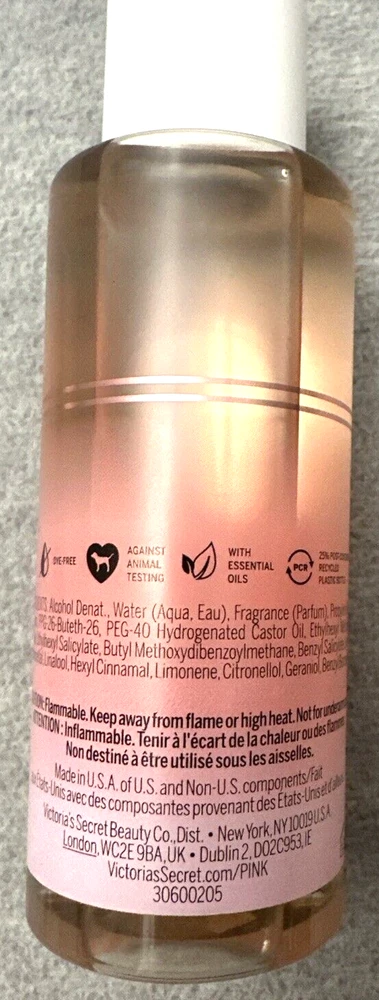 DYE-FREE
AGAINST
ANIMAL
TESTING
WITH
ESSENTIAL
OILS
PCR
RECYCLED
PLASTIC
Alcohol Denat., Water (Aqua, Eau), Fragrance (Parfum),
26-Buteth-26, PEG-40 Hydrogenated Castor Oil,
Salicylate, Butyl Methoxydibenzoylmethane, Benzyl
Linalool, Hexyl Cinnamal, Limonene, Citronellol, Geraniol,
Flammable. Keep away from flame or high heat. Not for
ATTENTION : Inflammable. Tenir à l'écart de la chaleur ou des
Non destiné à être utilisé sous les aisselles.
Made in U.S.A. of U.S. and Non-U.S. components/Fait
États-Unis avec des composantes provenant des États-Unis et
Victoria's Secret Beauty Co., Dist. • New York, NY 10019 U.S.A.
London, WC2E 9BA, UK • Dublin 2, D02C953, IE
VictoriasSecret.com/PINK
30600205